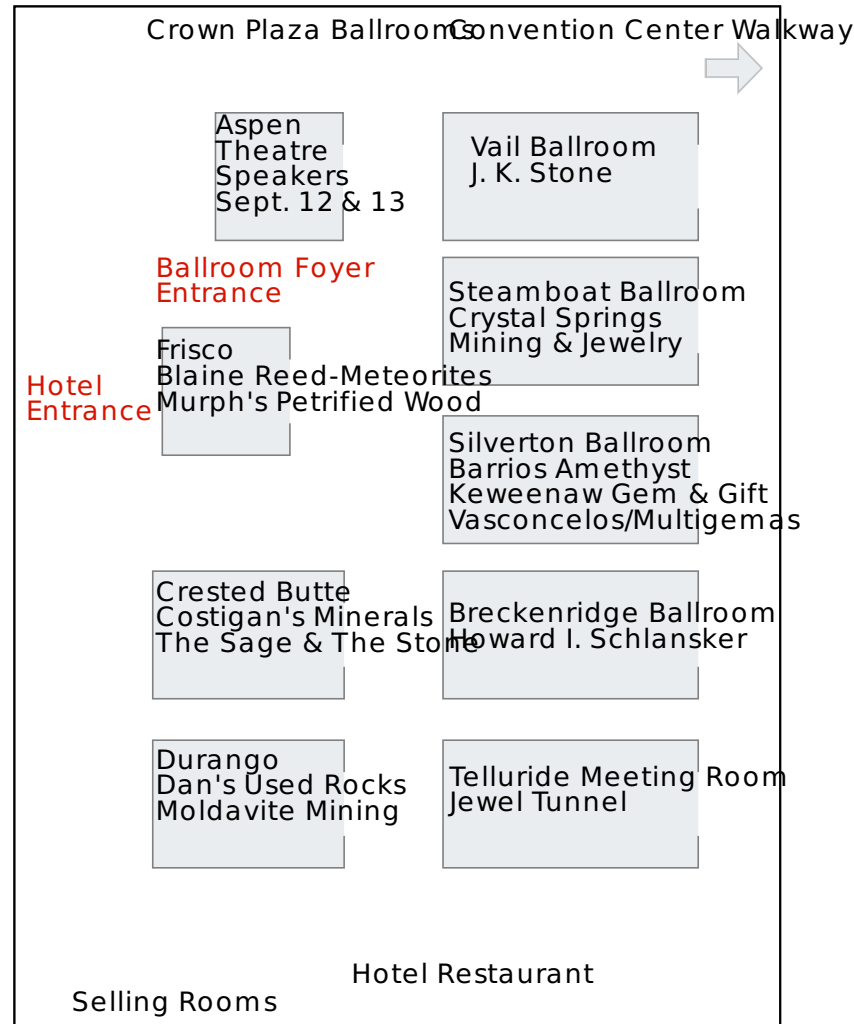 Crown Plaza Ballrooms
Convention Center Walkway
Aspen
Theatre
Speakers
Sept. 12 & 13
Vail Ballroom
J. K. Stone
Ballroom Foyer
Entrance
Steamboat Ballroom
Crystal Springs
Mining & Jewelry
Frisco
Blaine Reed-Meteorites
Murph's Petrified Wood
Hotel
Entrance
Silverton Ballroom
Barrios Amethyst
Keweenaw Gem & Gift
Vasconcelos/Multigemas
Crested Butte
Costigan's Minerals
The Sage & The Stone
Breckenridge Ballroom
Howard I. Schlansker
Durango
Dan's Used Rocks
Moldavite Mining
Telluride Meeting Room
Jewel Tunnel
Hotel Restaurant
Selling Rooms